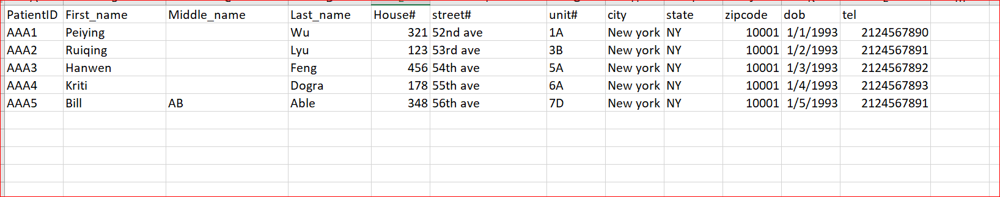 PatientID First_name Middle_name Last_name House# street# unit# city state zipcode dob tel
AAA1 Peiying Wu 321 52nd ave 1A New york NY 10001 1/1/1993 2124567890
AAA2 Ruiqing Lyu 123 53rd ave 3B New york NY 10001 1/2/1993 2124567891
AAA3 Hanwen Feng 456 54th ave 5A New york NY 10001 1/3/1993 2124567892
AAA4 Kriti Dogra 178 55th ave 6A New york NY 10001 1/4/1993 2124567893
AAA5 Bill AB Able 348 56th ave 7D New york NY 10001 1/5/1993 2124567891